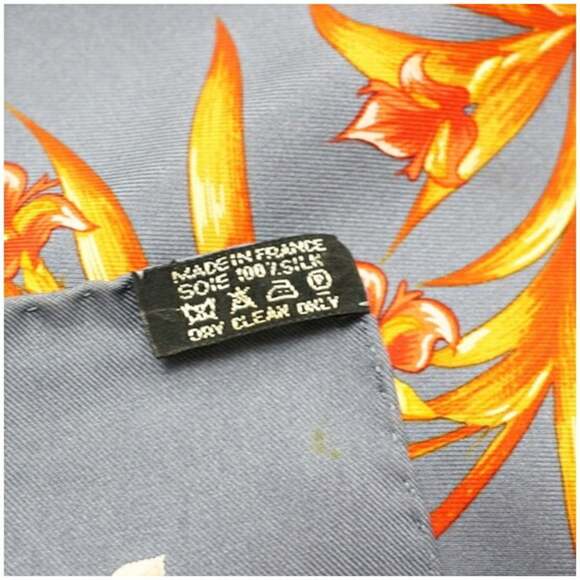 MADE IN FRANCE
SOIE 100% SILK
DRY CLEAN ONLY